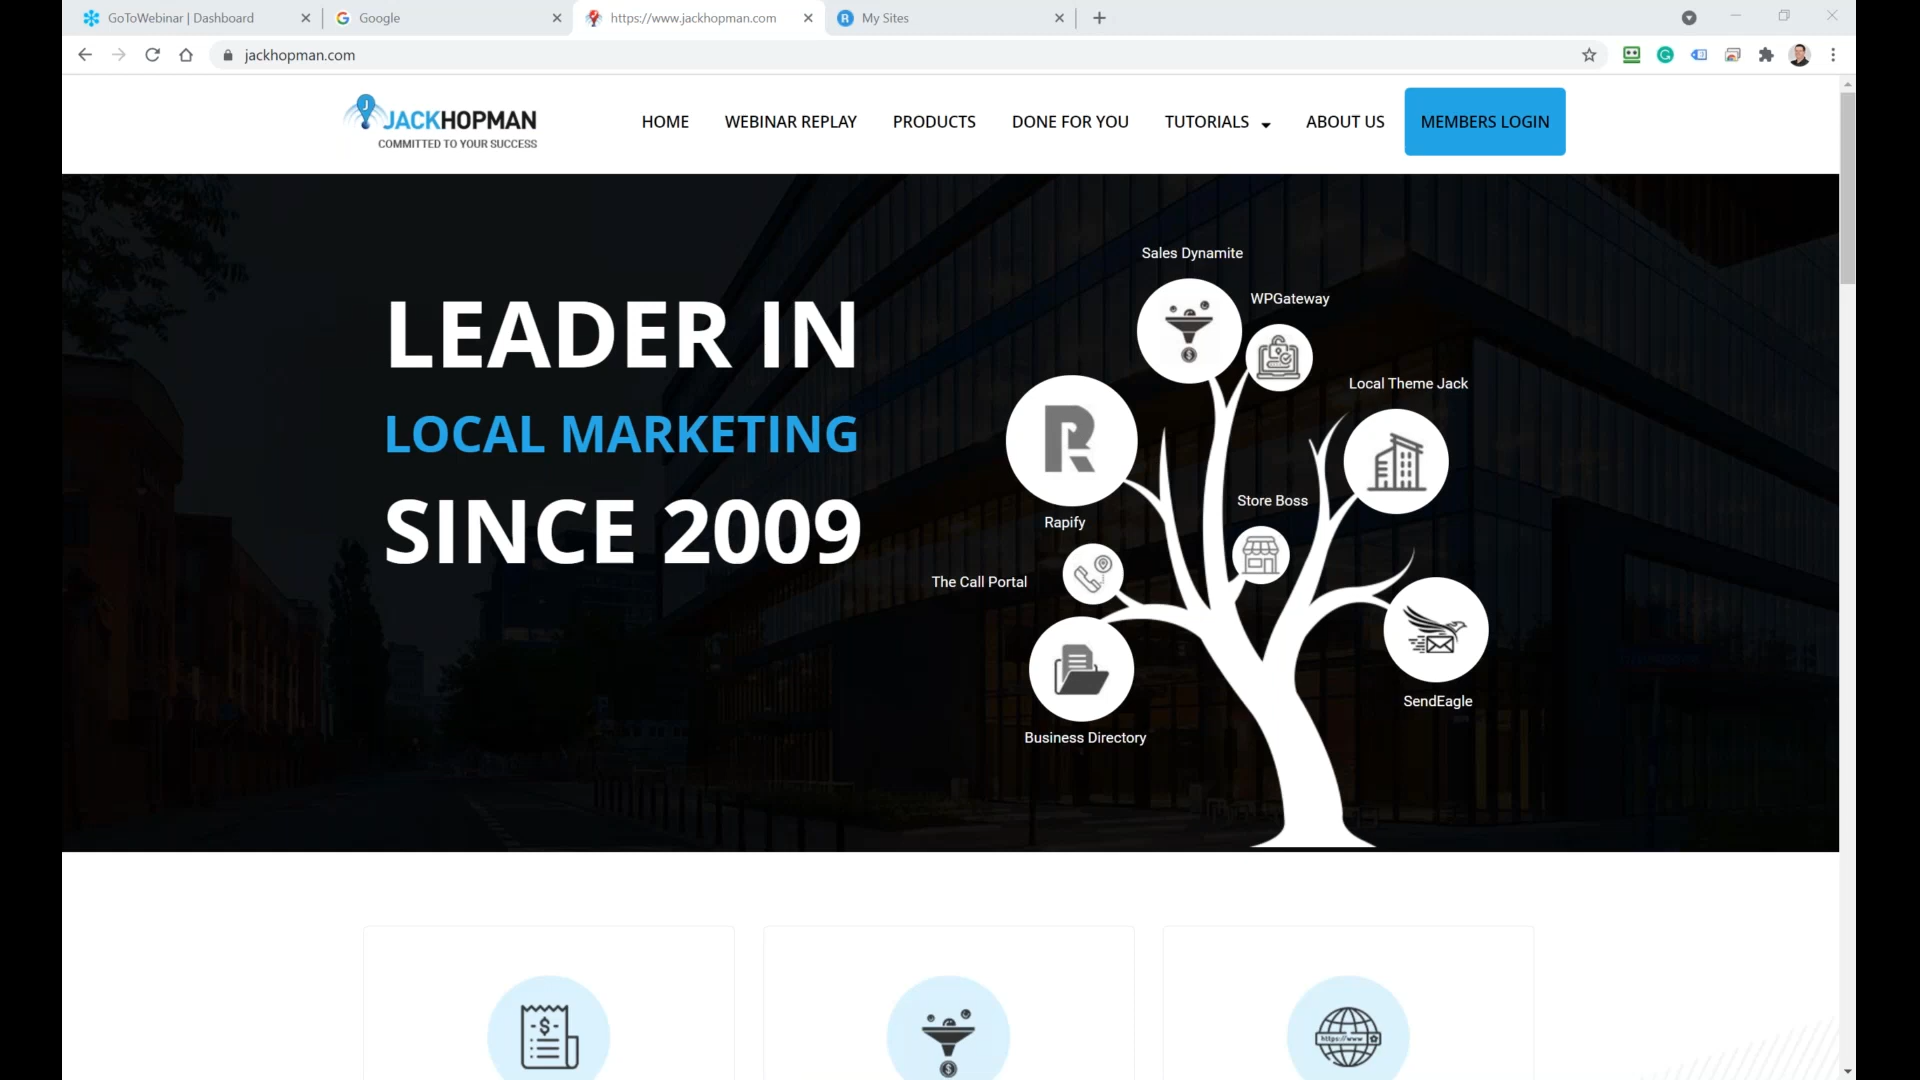 GoToWebinar | Dashboard
Google
https://www.jackhopman.com
My Sites
jackhopman.com
J
JACKHOPMAN
COMMITTED TO YOUR SUCCESS
HOME
WEBINAR REPLAY
PRODUCTS
DONE FOR YOU
TUTORIALS
ABOUT US
MEMBERS LOGIN
LEADER IN
LOCAL MARKETING
SINCE 2009
Sales Dynamite
WPGateway
Local Theme Jack
R
Rapify
Store Boss
The Call Portal
SendEagle
Business Directory
-$-
https://www
$